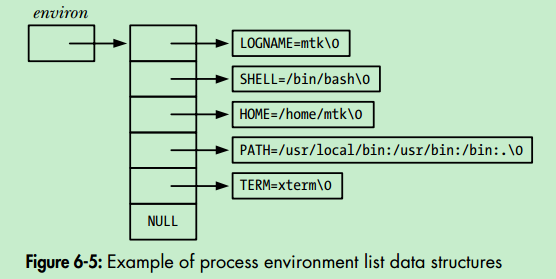 environ
LOGNAME=mtk\0
SHELL=/bin/bash\0
HOME=/home/mtk\0
PATH=/usr/local/bin:/usr/bin:/bin:.\0
TERM=xterm\0
NULL
Figure 6-5: Example of process environment list data structures